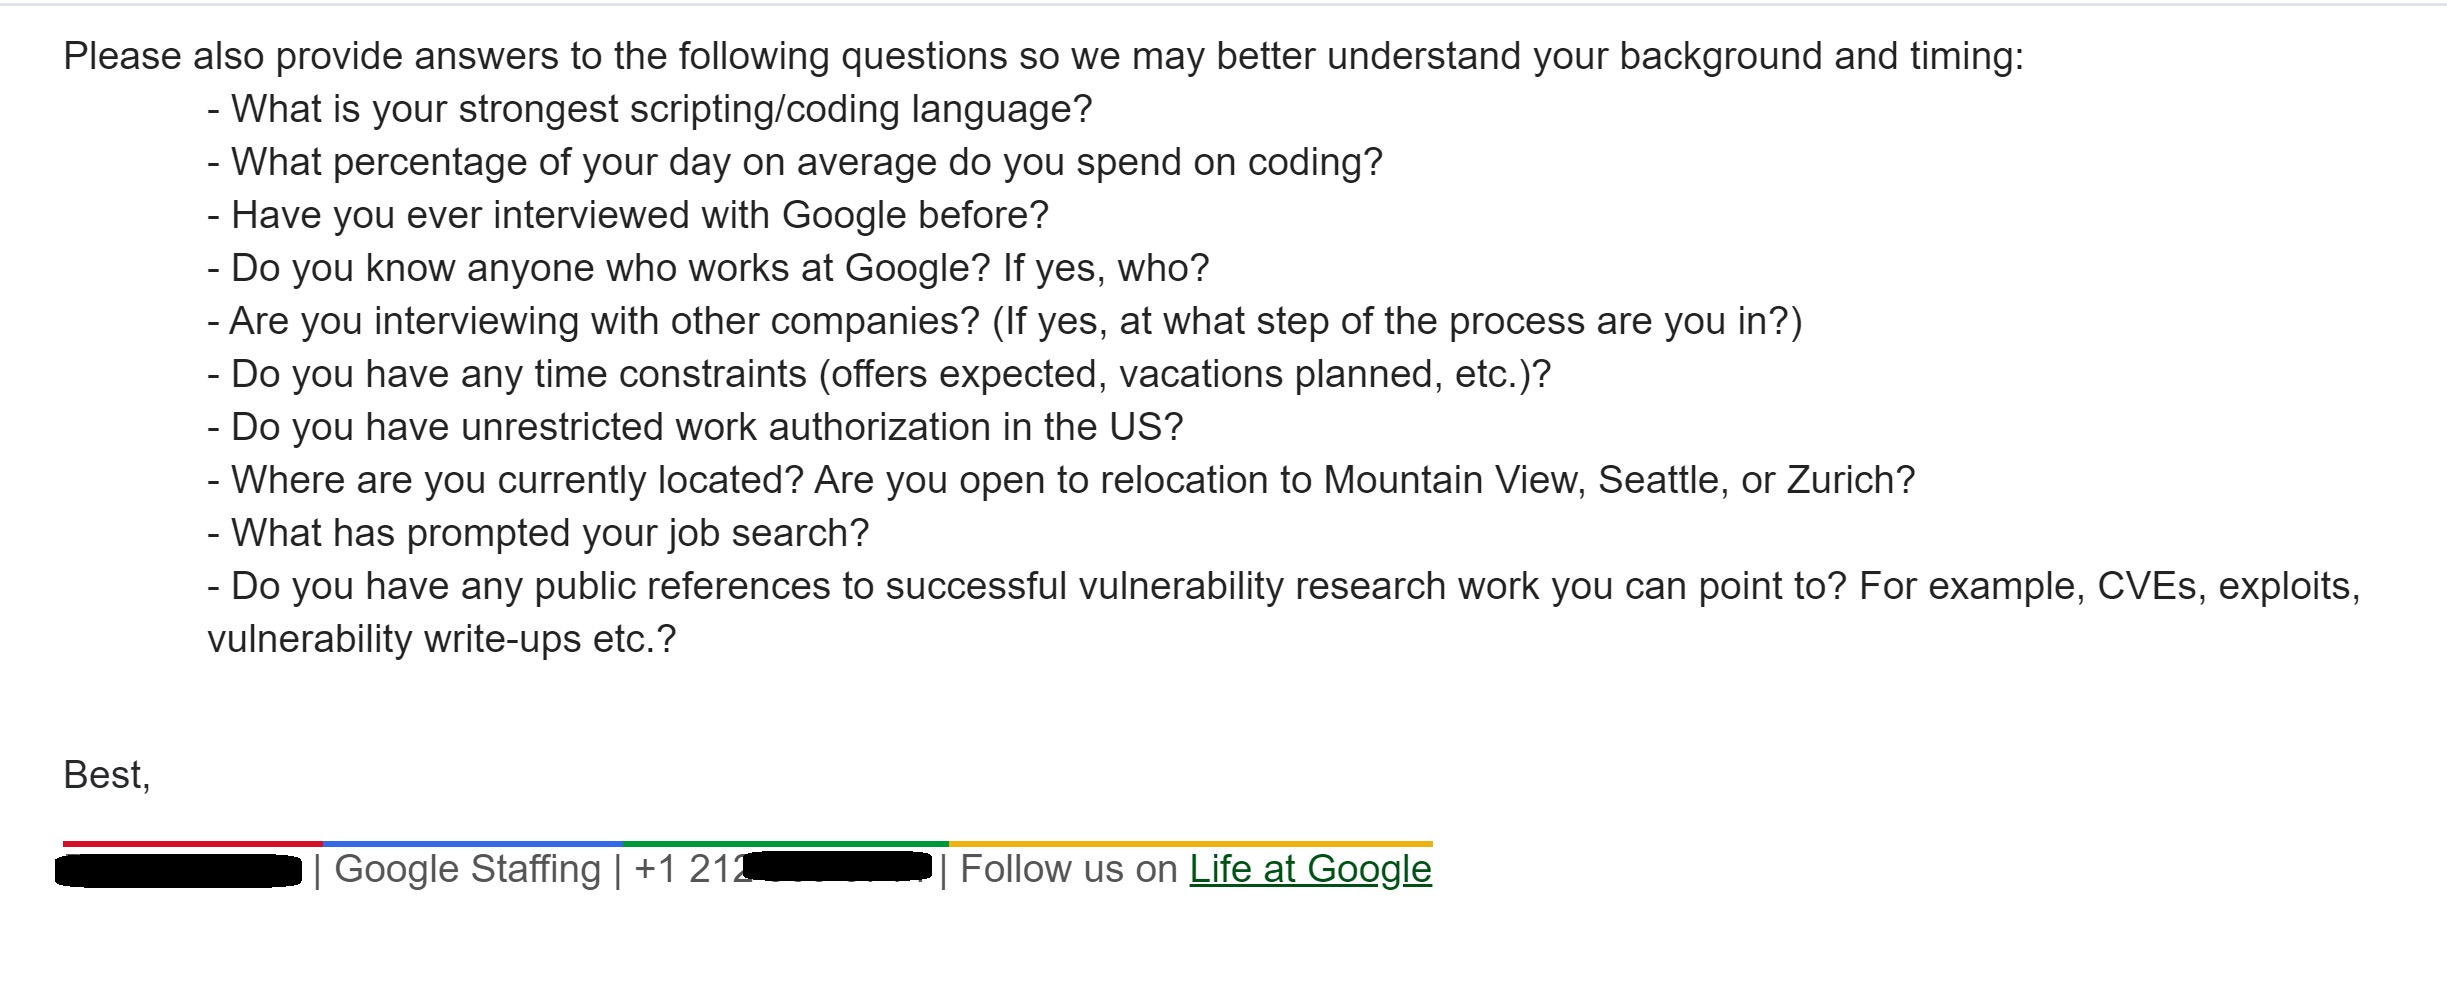 Please also provide answers to the following questions so we may better understand your background and timing:
- What is your strongest scripting/coding language?
- What percentage of your day on average do you spend on coding?
- Have you ever interviewed with Google before?
- Do you know anyone who works at Google? If yes, who?
- Are you interviewing with other companies? (If yes, at what step of the process are you in?)
- Do you have any time constraints (offers expected, vacations planned, etc.)?
- Do you have unrestricted work authorization in the US?
- Where are you currently located? Are you open to relocation to Mountain View, Seattle, or Zurich?
- What has prompted your job search?
- Do you have any public references to successful vulnerability research work you can point to? For example, CVEs, exploits,
vulnerability write-ups etc.?
Best,
| Google Staffing | +1 212 | Follow us on Life at Google